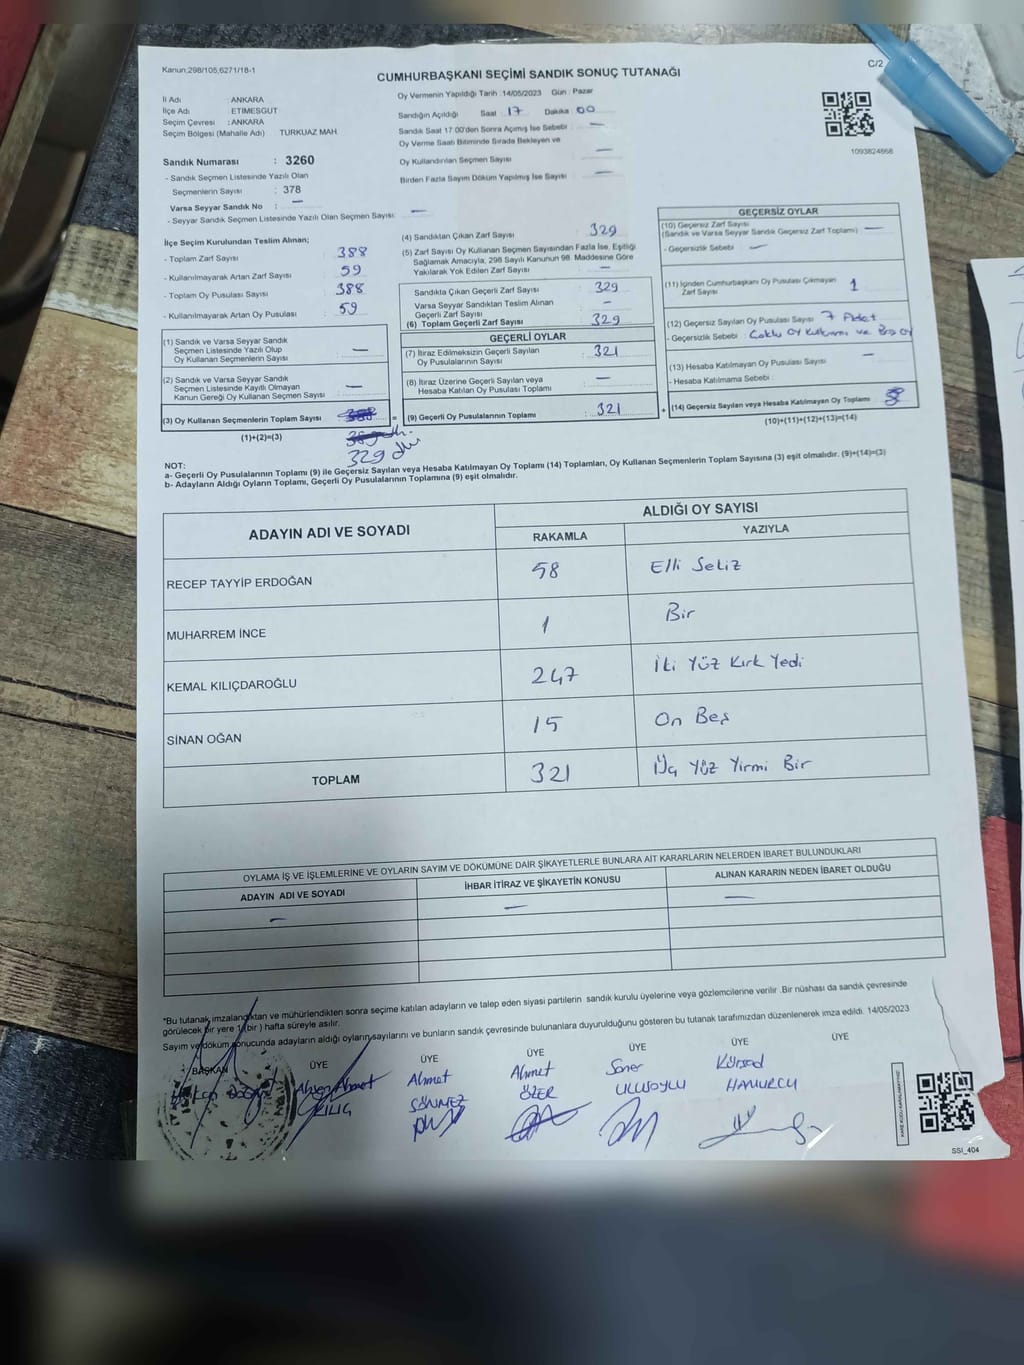 Kanun;298/105,6271/18-1
C/2
CUMHURBAŞKANI SEÇİMİ SANDIK SONUÇ TUTANAĞI
İl Adı : ANKARA
İlçe Adı : ETİMESGUT
Seçim Çevresi : ANKARA
Seçim Bölgesi (Mahalle Adı) TURKUAZ MAH.
Sandık Numarası : 3260
- Sandık Seçmen Listesinde Yazılı Olan
Seçmenlerin Sayısı : 378
Varsa Seyyar Sandık No : —
- Seyyar Sandık Seçmen Listesinde Yazılı Olan Seçmen Sayısı: —
Oy Vermenin Yapıldığı Tarih :14/05/2023 Gün : Pazar
Sandığın Açıldığı Saat : 17 Dakika : 00
Sandık Saat 17.00'den Sonra Açımış İse Sebebi : —
Oy Verme Saati Bitiminde Sırada Bekleyen ve
Oy Kullandırılan Seçmen Sayısı : —
Birden Fazla Sayım Döküm Yapılmış İse Sayısı : —
1093824668
İlçe Seçim Kurulundan Teslim Alınan;
- Toplam Zarf Sayısı : 388
- Kullanılmayarak Artan Zarf Sayısı : 59
- Toplam Oy Pusulası Sayısı : 388
- Kullanılmayarak Artan Oy Pusulası : 59
(1) Sandık ve Varsa Seyyar Sandık
Seçmen Listesinde Yazılı Olup
Oy Kullanan Seçmenlerin Sayısı : —
(2) Sandık ve Varsa Seyyar Sandık
Seçmen Listesinde Kayıtlı Olmayan
Kanun Gereği Oy Kullanan Seçmen Sayısı : —
(3) Oy Kullanan Seçmenlerin Toplam Sayısı : 388 =
(1)+(2)=(3)
329
(4) Sandıktan Çıkan Zarf Sayısı : 329
(5) Zarf Sayısı Oy Kullanan Seçmen Sayısından Fazla İse, Eşitliği
Sağlamak Amacıyla, 298 Sayılı Kanunun 98. Maddesine Göre
Yakılarak Yok Edilen Zarf Sayısı : —
Sandıkta Çıkan Geçerli Zarf Sayısı : 329
Varsa Seyyar Sandıktan Teslim Alınan
Geçerli Zarf Sayısı : —
(6) Toplam Geçerli Zarf Sayısı : 329
GEÇERLİ OYLAR
(7) İtiraz Edilmeksizin Geçerli Sayılan
Oy Pusulalarının Sayısı : 321
(8) İtiraz Üzerine Geçerli Sayılan veya
Hesaba Katılan Oy Pusulası Toplamı : —
(9) Geçerli Oy Pusulalarının Toplamı : 321 +
GEÇERSİZ OYLAR
(10) Geçersiz Zarf Sayısı
(Sandık ve Varsa Seyyar Sandık Geçersiz Zarf Toplamı) : —
- Geçersizlik Sebebi : —
(11) İçinden Cumhurbaşkanı Oy Pusulası Çıkmayan
Zarf Sayısı : 1
(12) Geçersiz Sayılan Oy Pusulası Sayısı : 7 Adet
- Geçersizlik Sebebi : Çoklu Oy Kullanımı ve Boş oy
(13) Hesaba Katılmayan Oy Pusulası Sayısı : —
- Hesaba Katılmama Sebebi :
(14) Geçersiz Sayılan veya Hesaba Katılmayan Oy Toplamı : 8
(10)+(11)+(12)+(13)=(14)
NOT:
a- Geçerli Oy Pusulalarının Toplamı (9) ile Geçersiz Sayılan veya Hesaba Katılmayan Oy Toplamı (14) Toplamları, Oy Kullanan Seçmenlerin Toplam Sayısına (3) eşit olmalıdır. (9)+(14)=(3)
b- Adayların Aldığı Oyların Toplamı, Geçerli Oy Pusulalarının Toplamına (9) eşit olmalıdır.
ADAYIN ADI VE SOYADI ALDIĞI OY SAYISI
RAKAMLA YAZIYLA
RECEP TAYYİP ERDOĞAN 58 Elli Sekiz
MUHARREM İNCE 1 Bir
KEMAL KILIÇDAROĞLU 247 İki Yüz Kırk Yedi
SİNAN OĞAN 15 On Beş
TOPLAM 321 Üç Yüz Yirmi Bir
OYLAMA İŞ VE İŞLEMLERİNE VE OYLARIN SAYIM VE DÖKÜMÜNE DAİR ŞİKAYETLERLE BUNLARA AİT KARARLARIN NELERDEN İBARET BULUNDUKLARI
ADAYIN ADI VE SOYADI İHBAR İTİRAZ VE ŞİKAYETİN KONUSU ALINAN KARARIN NEDEN İBARET OLDUĞU
— — —
*Bu tutanak, imzalandıktan ve mühürlendikten sonra seçime katılan adayların ve talep eden siyasi partilerin sandık kurulu üyelerine veya gözlemcilerine verilir .Bir nüshası da sandık çevresinde
görülecek bir yere 1 (bir ) hafta süreyle asılır.
Sayım ve döküm sonucunda adayların aldığı oyların sayılarını ve bunların sandık çevresinde bulunanlara duyurulduğunu gösteren bu tutanak tarafımızdan düzenlenerek imza edildi. 14/05/2023
BAŞKAN ÜYE ÜYE ÜYE ÜYE ÜYE ÜYE
Ahmet Ahmet Ahmet Soner Kürşad
KILIÇ SÖNMEZ ÖZER ULUSOYLU HAMURCU
SSI_404